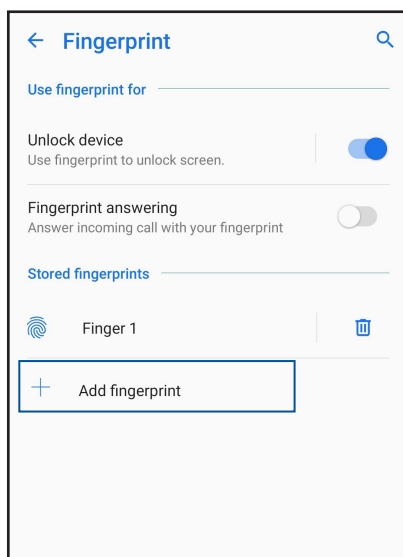 Fingerprint
Use fingerprint for
Unlock device
Use fingerprint to unlock screen.
Fingerprint answering
Answer incoming call with your fingerprint
Stored fingerprints
Finger 1
Add fingerprint